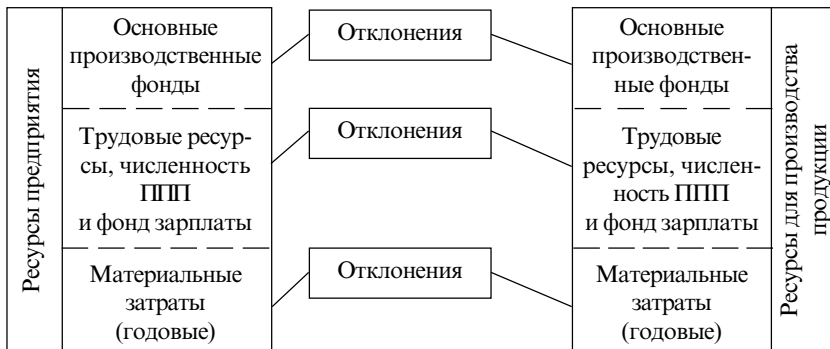 Ресурсы предприятия
Основные
производственные
фонды
Трудовые ресур-
сы, численность
ППП
и фонд зарплаты
Материальные
затраты
(годовые)
Отклонения
Отклонения
Отклонения
Основные
производствен-
ные фонды
Трудовые
ресурсы, числен-
ность ППП
и фонд зарплаты
Материальные
затраты
(годовые)
Ресурсы для производства
продукции